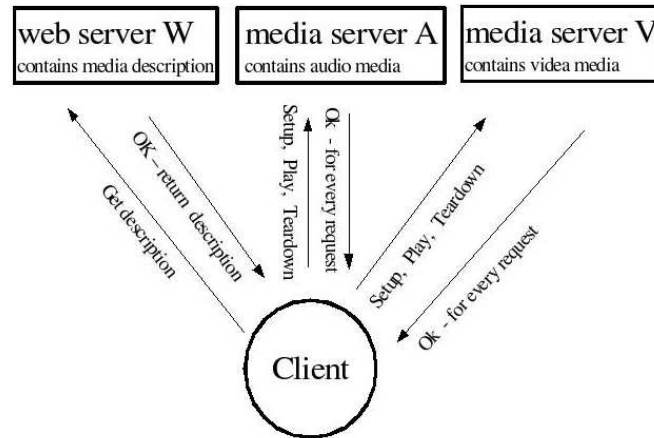 web server W
contains media description
media server A
contains audio media
media server V
contains videa media
Get description
OK – return description
Setup, Play, Teardown
Ok - for every request
Setup, Play, Teardown
Ok - for every request
Client